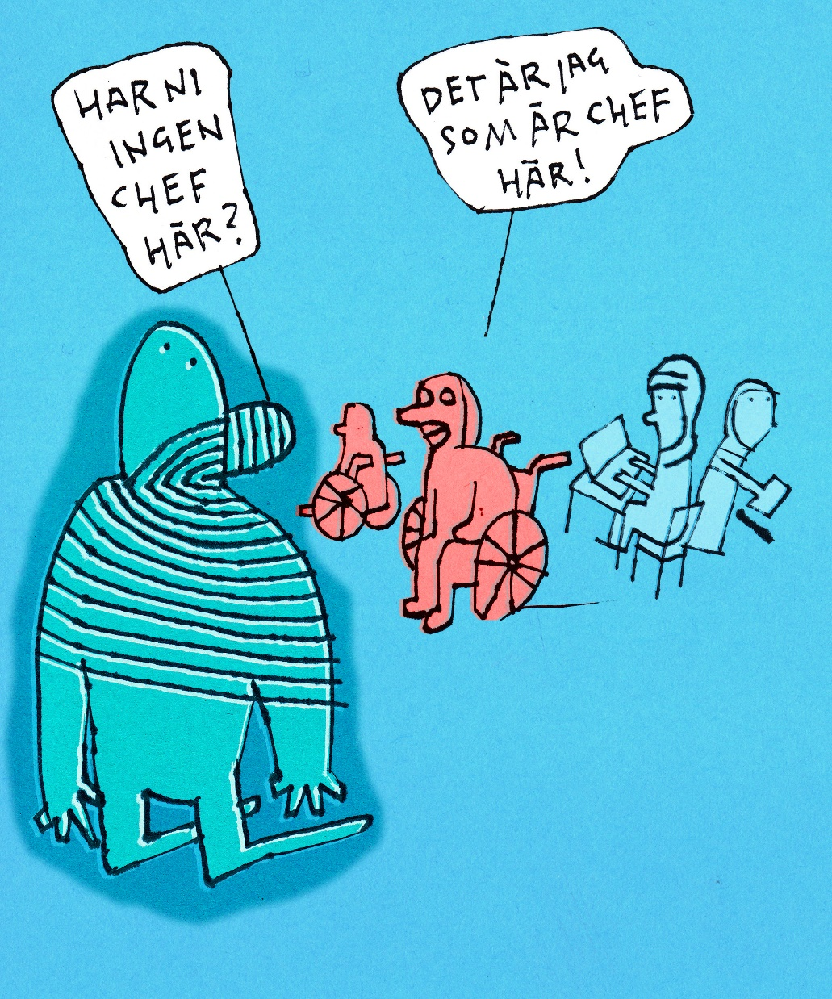 HAR NI
INGEN
CHEF
HÄR?
DET ÄR JAG
SOM ÄR CHEF
HÄR!